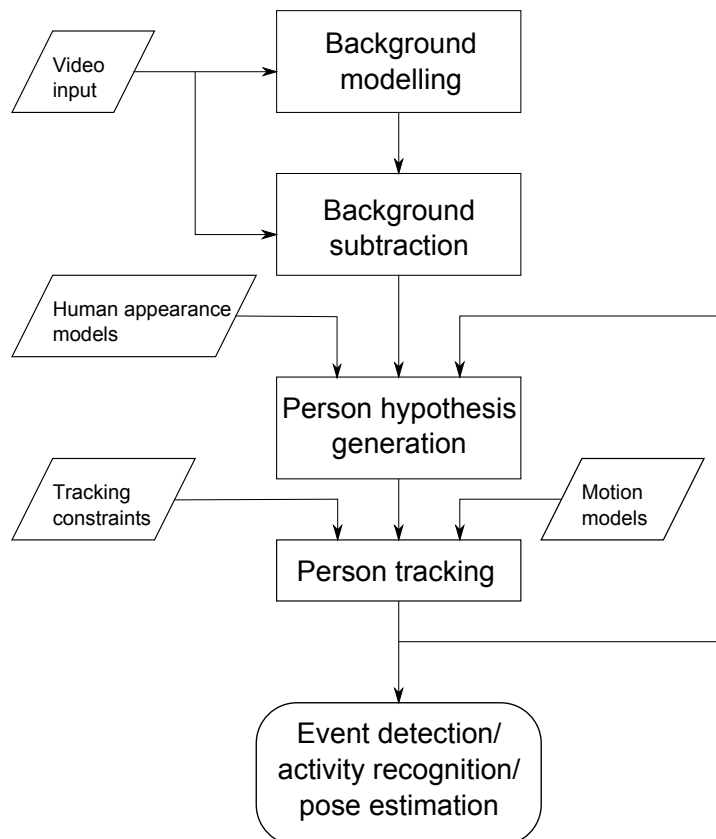 Video
input
Background
modelling
Background
subtraction
Human appearance
models
Person hypothesis
generation
Tracking
constraints
Motion
models
Person tracking
Event detection/
activity recognition/
pose estimation